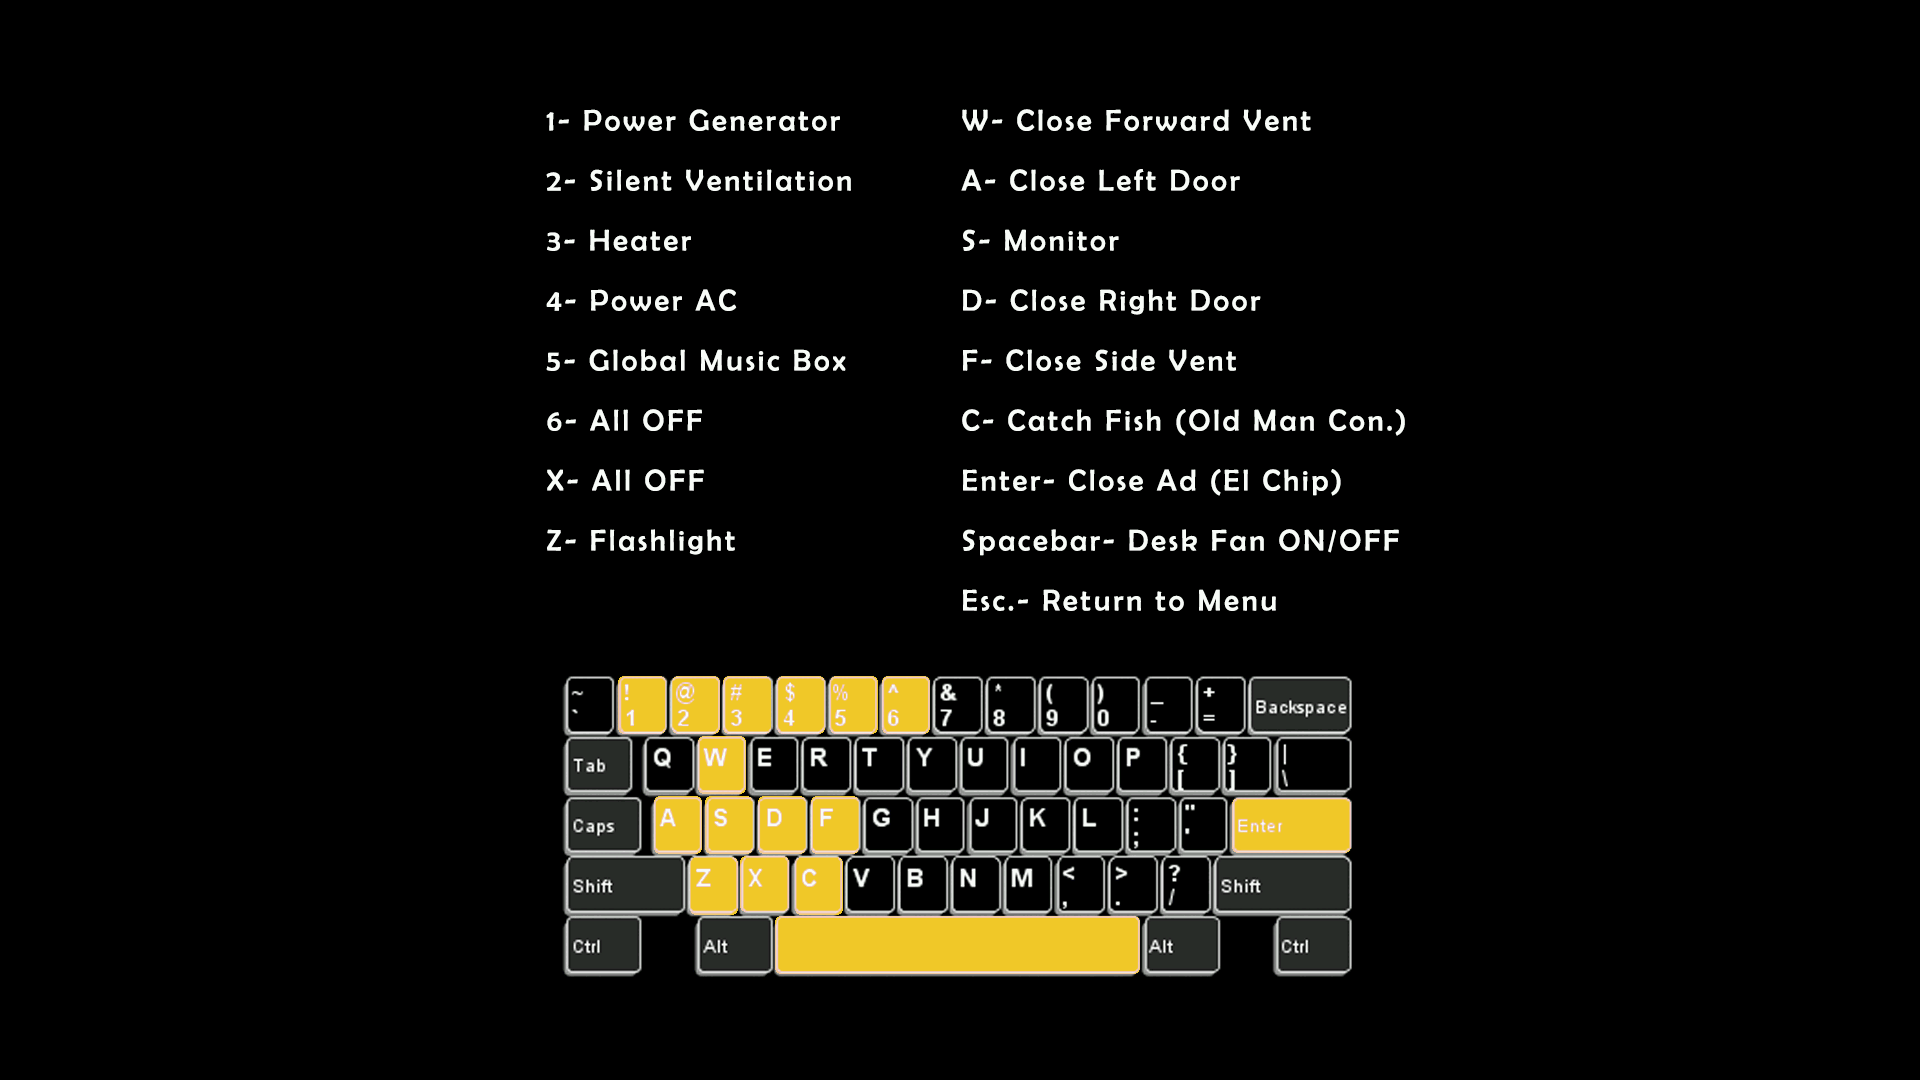 1- Power Generator
2- Silent Ventilation
3- Heater
4- Power AC
5- Global Music Box
6- All OFF
X- All OFF
Z- Flashlight
W- Close Forward Vent
A- Close Left Door
S- Monitor
D- Close Right Door
F- Close Side Vent
C- Catch Fish (Old Man Con.)
Enter- Close Ad (El Chip)
Spacebar- Desk Fan ON/OFF
Esc.- Return to Menu
~ ! @ # $ % ^ & * ( ) _ + Backspace
` 1 2 3 4 5 6 7 8 9 0 - =
Tab Q W E R T Y U I O P { } |
[ ] \
Caps A S D F G H J K L : " Enter
; '
Shift Z X C V B N M < > ? Shift
, . /
Ctrl Alt Alt Ctrl